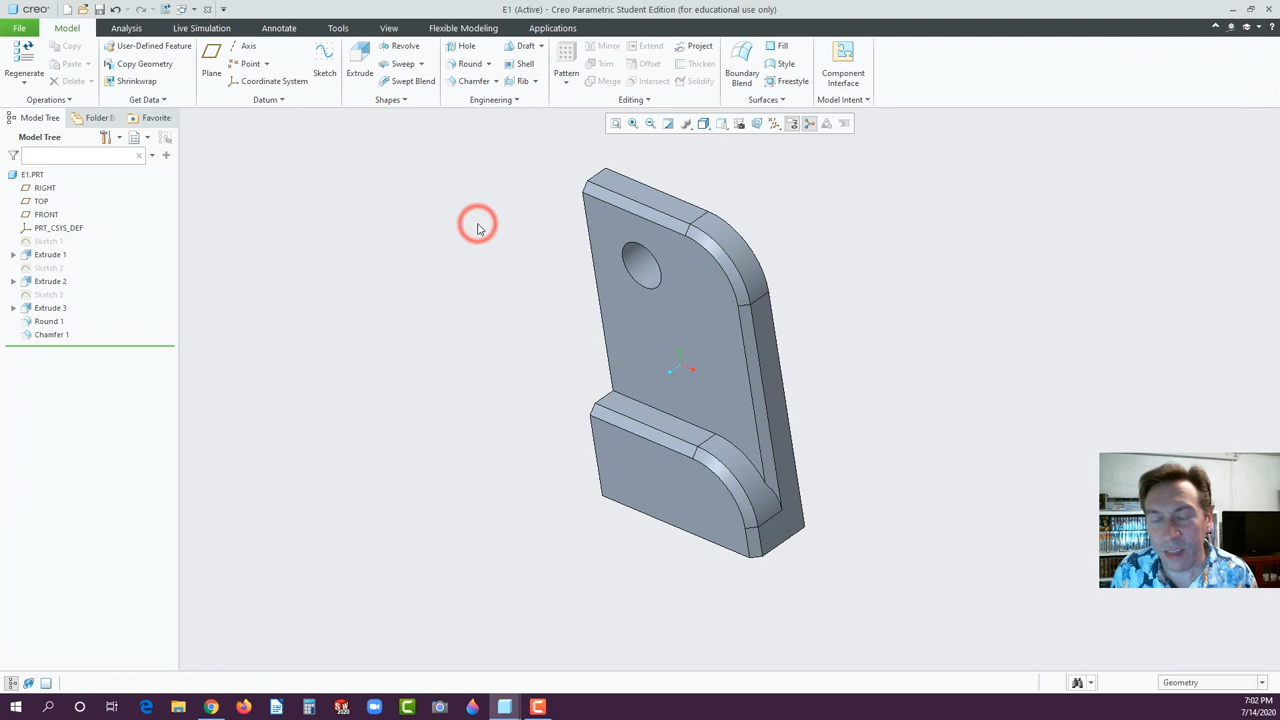 creo
E1 (Active) - Creo Parametric Student Edition (for educational use only)
File Model Analysis Live Simulation Annotate Tools View Flexible Modeling Applications
Regenerate
Copy
Paste
Delete
Operations
User-Defined Feature
Copy Geometry
Shrinkwrap
Get Data
Plane
Axis
Point
Coordinate System
Sketch
Datum
Extrude
Revolve
Sweep
Swept Blend
Shapes
Hole
Round
Chamfer
Draft
Shell
Rib
Engineering
Pattern
Mirror
Trim
Merge
Extend
Offset
Intersect
Project
Thicken
Solidify
Editing
Boundary
Blend
Fill
Style
Freestyle
Surfaces
Component
Interface
Model Intent
Model Tree Folder B Favorite
Model Tree
E1.PRT
RIGHT
TOP
FRONT
PRT_CSYS_DEF
Sketch 1
Extrude 1
Sketch 2
Extrude 2
Sketch 3
Extrude 3
Round 1
Chamfer 1
Geometry
7:02 PM
7/14/2020